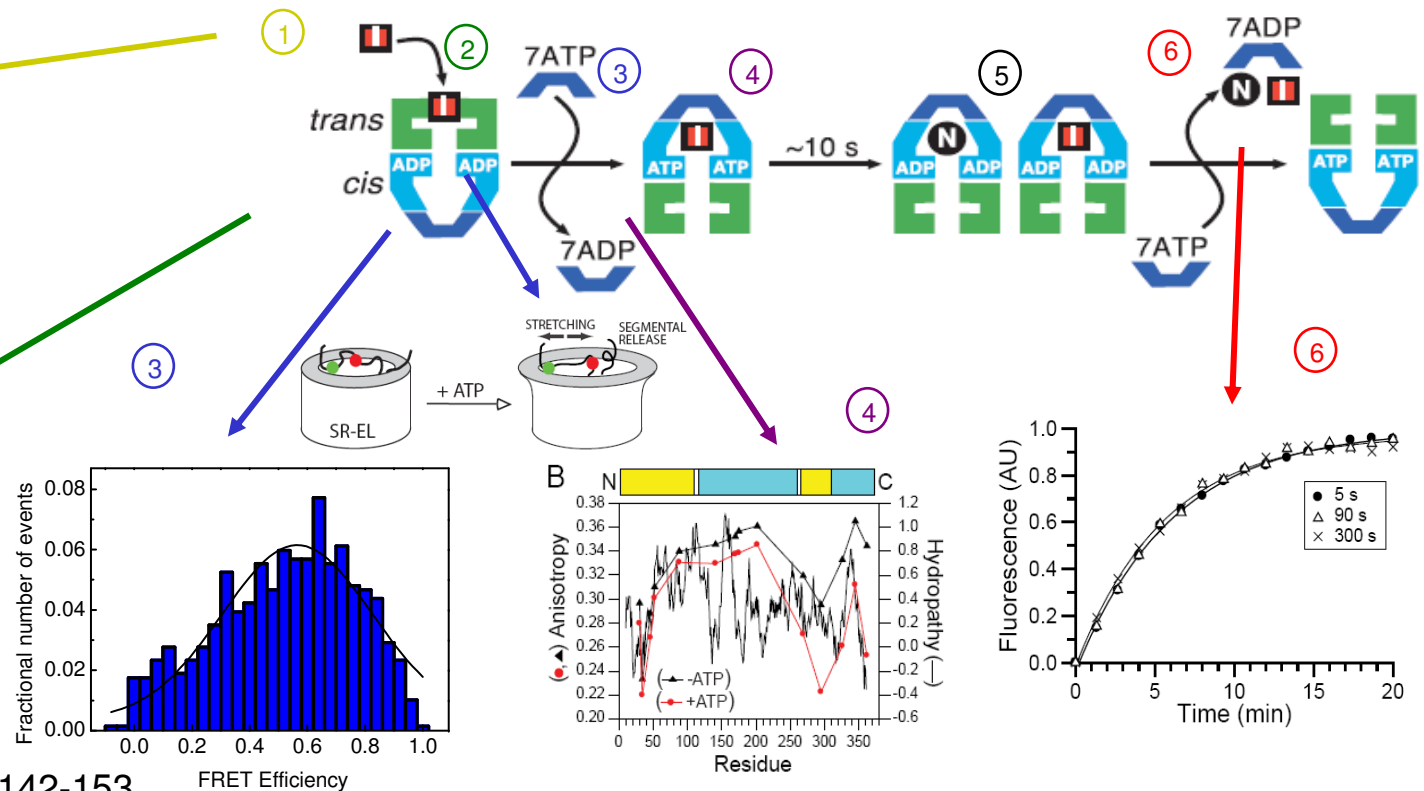 1
2
7ATP
3
4
5
6
7ADP
N
I
I
trans
cis
ADP ADP
ATP ATP
~10 s
N
I
I
ADP ADP
ADP ADP
ATP ATP
7ADP
7ATP
3
STRETCHING
SEGMENTAL
RELEASE
+ ATP
SR-EL
4
6
Fractional number of events
0.08
0.06
0.04
0.02
0.00
0.0 0.2 0.4 0.6 0.8 1.0
FRET Efficiency
142-153
B
N C
(●,▲) Anisotropy
0.38
0.36
0.34
0.32
0.30
0.28
0.26
0.24
0.22
0.20
1.2
1.0
0.8
0.6
0.4
0.2
0.0
-0.2
-0.4
-0.6
Hydropathy (—)
(-▲- -ATP)
(-●- +ATP)
0 50 100 150 200 250 300 350
Residue
Fluorescence (AU)
1.0
0.8
0.6
0.4
0.2
0.0
● 5 s
△ 90 s
× 300 s
0 5 10 15 20
Time (min)